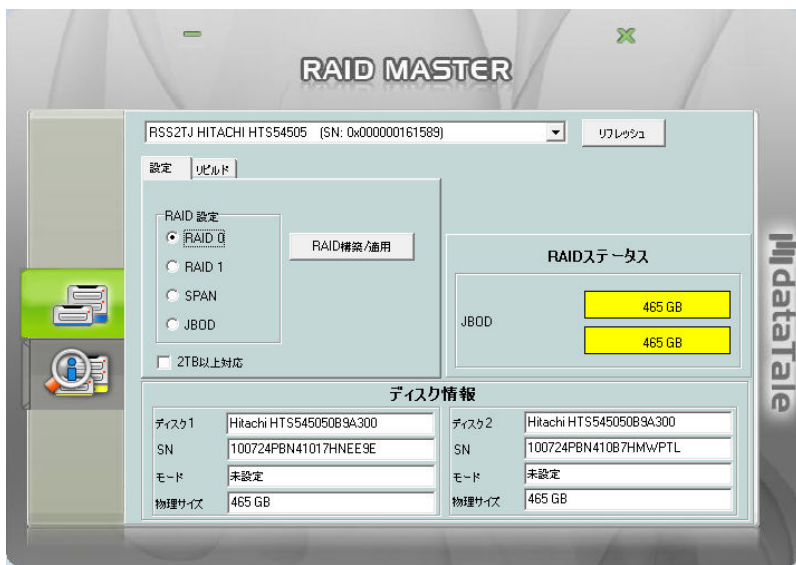 RAID MASTER
RSS2TJ HITACHI HTS54505 (SN: 0x000000161589)
リフレッシュ
設定
リビルド
RAID 設定
RAID 0
RAID 1
SPAN
JBOD
RAID構築/適用
2TB以上対応
RAIDステータス
JBOD
465 GB
465 GB
ディスク情報
ディスク1
Hitachi HTS545050B9A300
SN
100724PBN41017HNEE9E
モード
未設定
物理サイズ
465 GB
ディスク2
Hitachi HTS545050B9A300
SN
100724PBN410B7HMWPTL
モード
未設定
物理サイズ
465 GB
dataTale